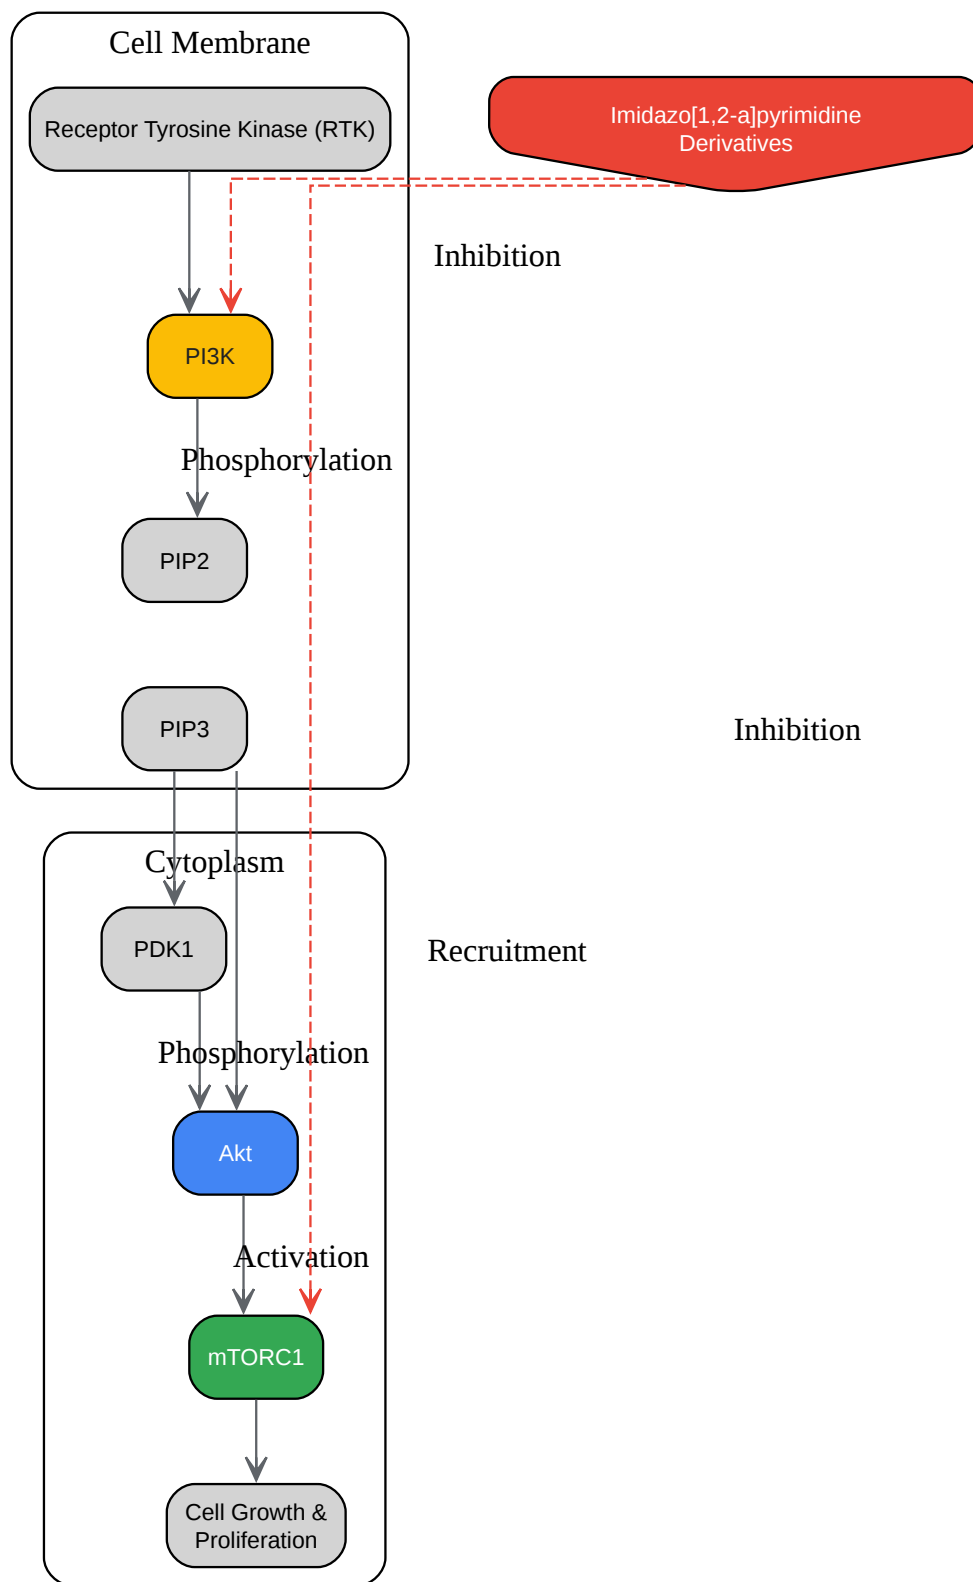 Cell Membrane
Receptor Tyrosine Kinase (RTK)
Imidazo[1,2-a]pyrimidine
Derivatives
Inhibition
PI3K
Phosphorylation
PIP2
PIP3
Inhibition
Cytoplasm
PDK1
Recruitment
Phosphorylation
Akt
Activation
mTORC1
Cell Growth &
Proliferation